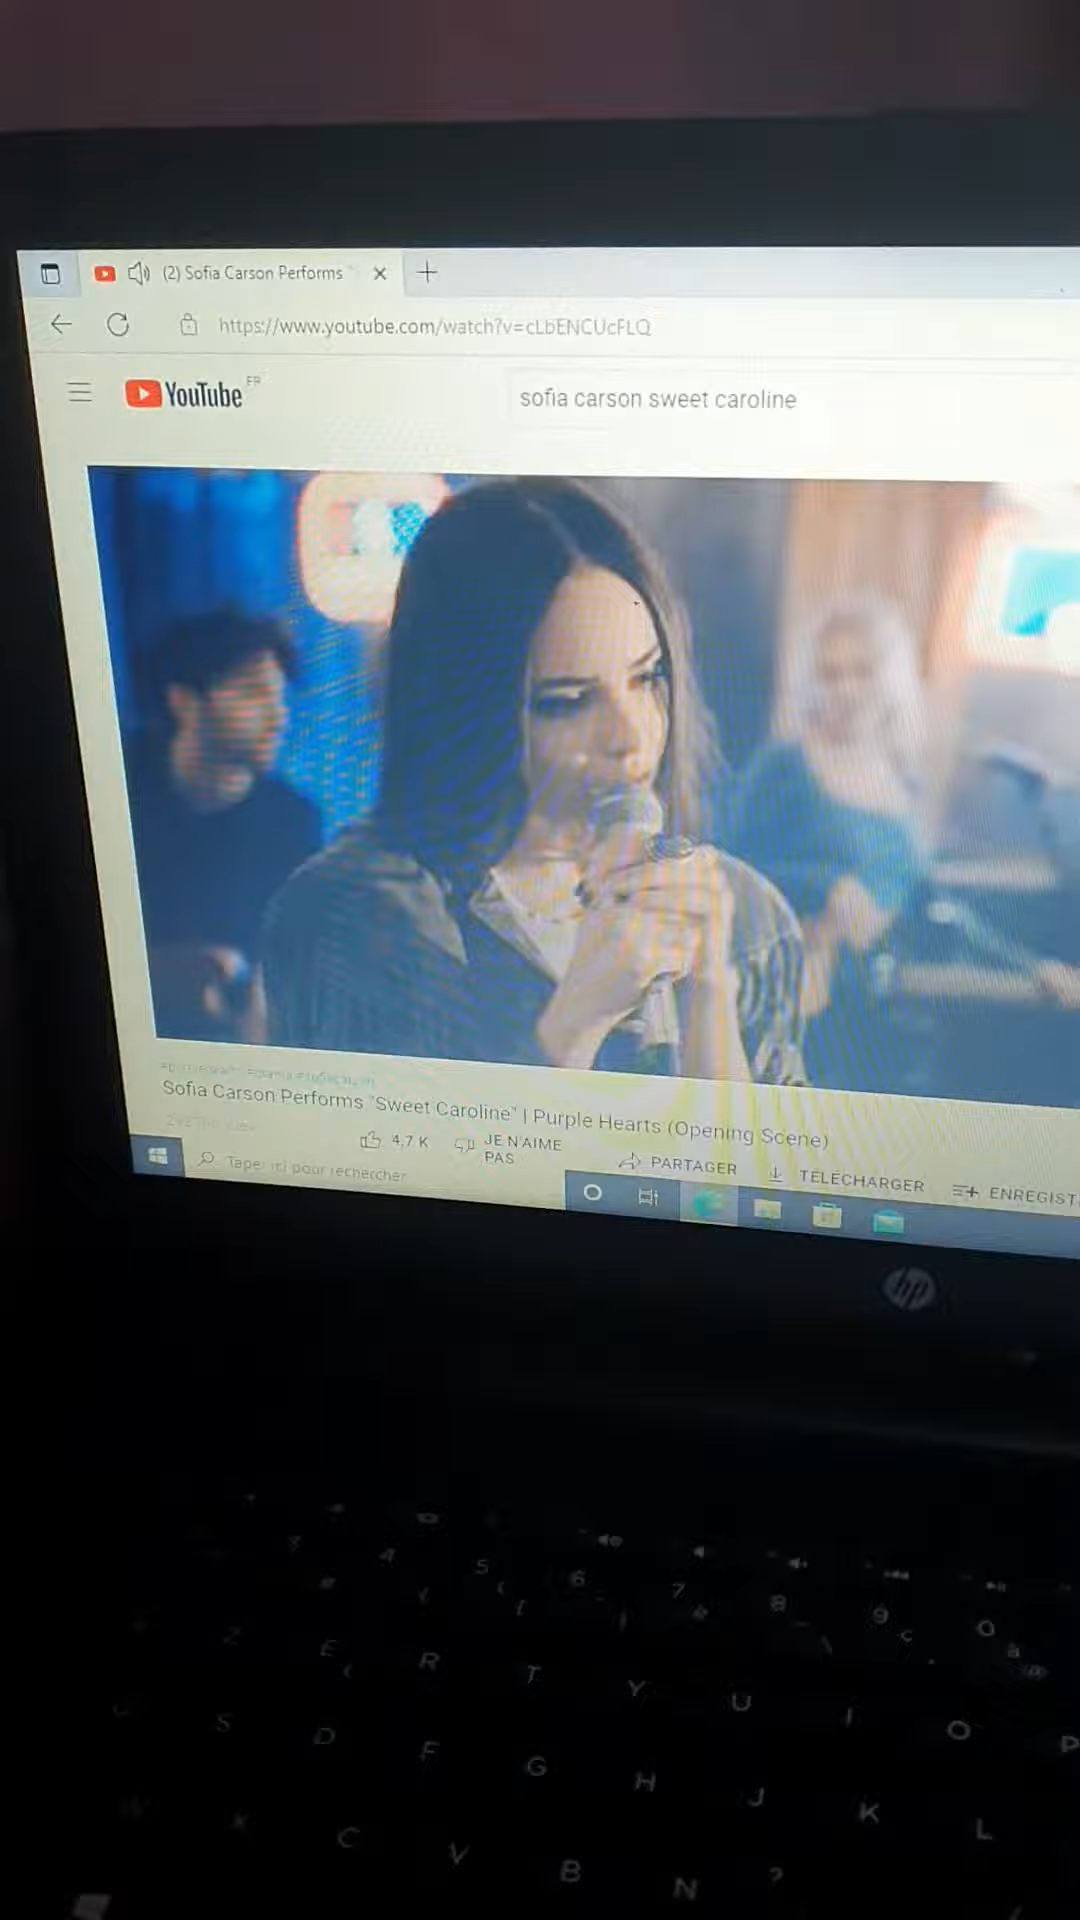 (2) Sofia Carson Performs "
https://www.youtube.com/watch?v=cLbENCUcFLQ
YouTube FR
sofia carson sweet caroline
Sofia Carson Performs "Sweet Caroline" | Purple Hearts (Opening Scene)
4,7 K
JE N'AIME
PAS
PARTAGER
TÉLÉCHARGER
ENREGIST
Taper ici pour rechercher
hp
3 4 5 6 7 8 9 0
Z E R T Y U I O P
S D F G H J K L
X C V B N ?